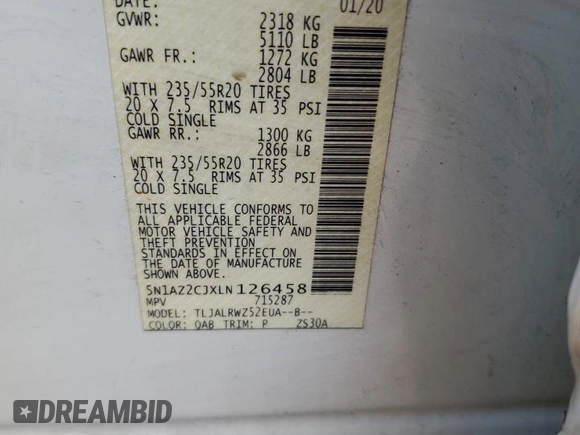 DATE: 01/20
GVWR: 2318 KG
5110 LB
GAWR FR.: 1272 KG
2804 LB
WITH 235/55R20 TIRES
20 X 7.5 RIMS AT 35 PSI
COLD SINGLE
GAWR RR.: 1300 KG
2866 LB
WITH 235/55R20 TIRES
20 X 7.5 RIMS AT 35 PSI
COLD SINGLE
THIS VEHICLE CONFORMS TO
ALL APPLICABLE FEDERAL
MOTOR VEHICLE SAFETY AND
THEFT PREVENTION
STANDARDS IN EFFECT ON
THE DATE OF MANUFACTURE
SHOWN ABOVE.
5N1AZ2CJXLN126458
MPV 715287
MODEL: TLJALRWZ52EUA--B--
COLOR: QAB TRIM: P ZS30A
DREAMBID